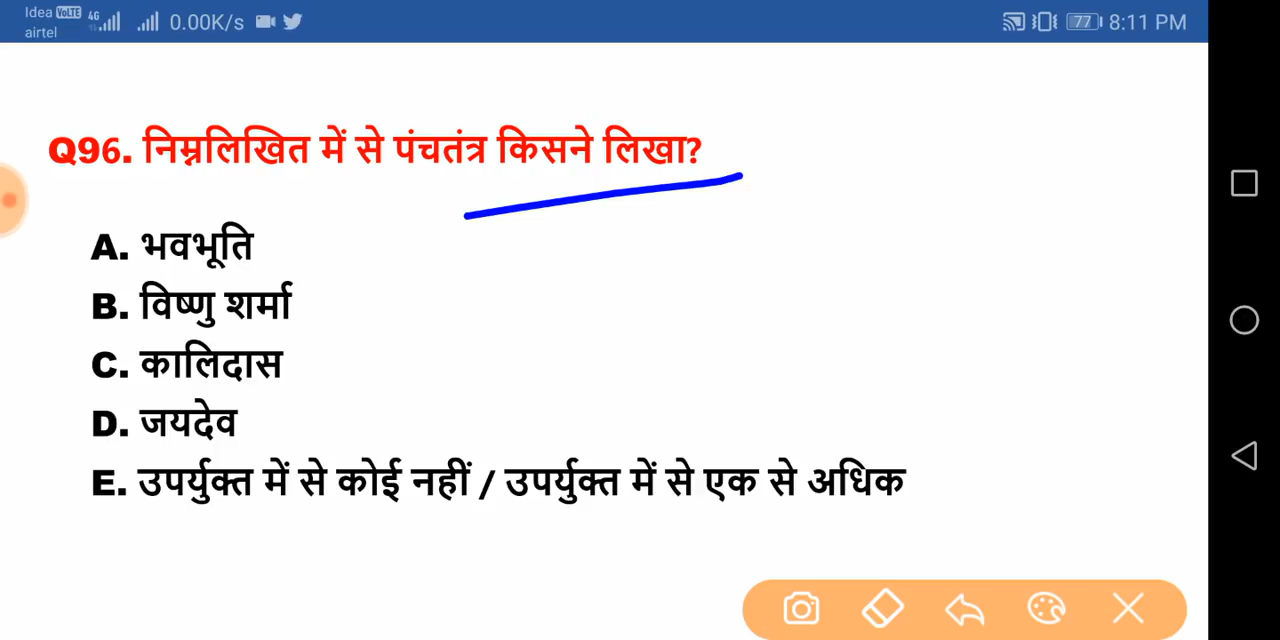 Idea VoLTE 4G 0.00K/s 77 8:11 PM
airtel
Q96. निम्नलिखित में से पंचतंत्र किसने लिखा?
A. भवभूति
B. विष्णु शर्मा
C. कालिदास
D. जयदेव
E. उपर्युक्त में से कोई नहीं / उपर्युक्त में से एक से अधिक